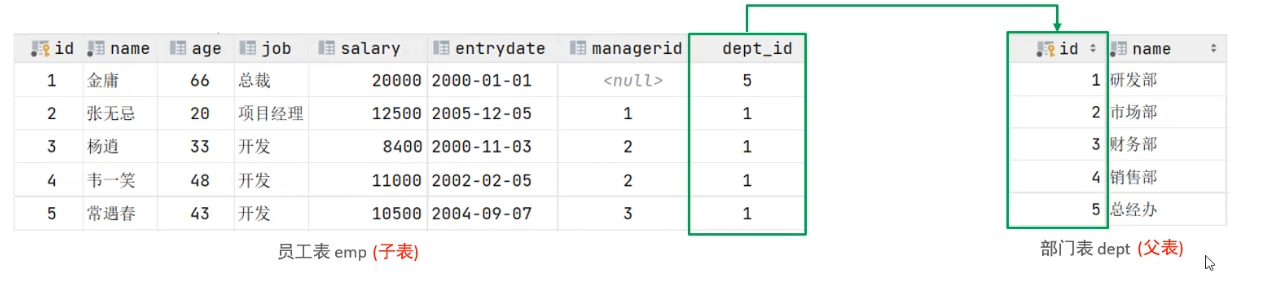 id name age job salary entrydate managerid dept_id id name
1 金庸 66 总裁 20000 2000-01-01 <null> 5 1 研发部
2 张无忌 20 项目经理 12500 2005-12-05 1 1 2 市场部
3 杨逍 33 开发 8400 2000-11-03 2 1 3 财务部
4 韦一笑 48 开发 11000 2002-02-05 2 1 4 销售部
5 常遇春 43 开发 10500 2004-09-07 3 1 5 总经办
员工表 emp (子表) 部门表 dept (父表)